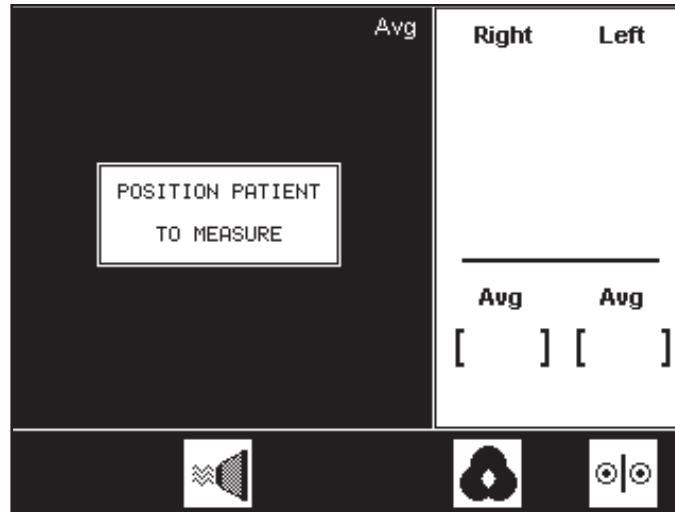 Avg
Right Left
POSITION PATIENT
TO MEASURE
Avg Avg
[ ] [ ]